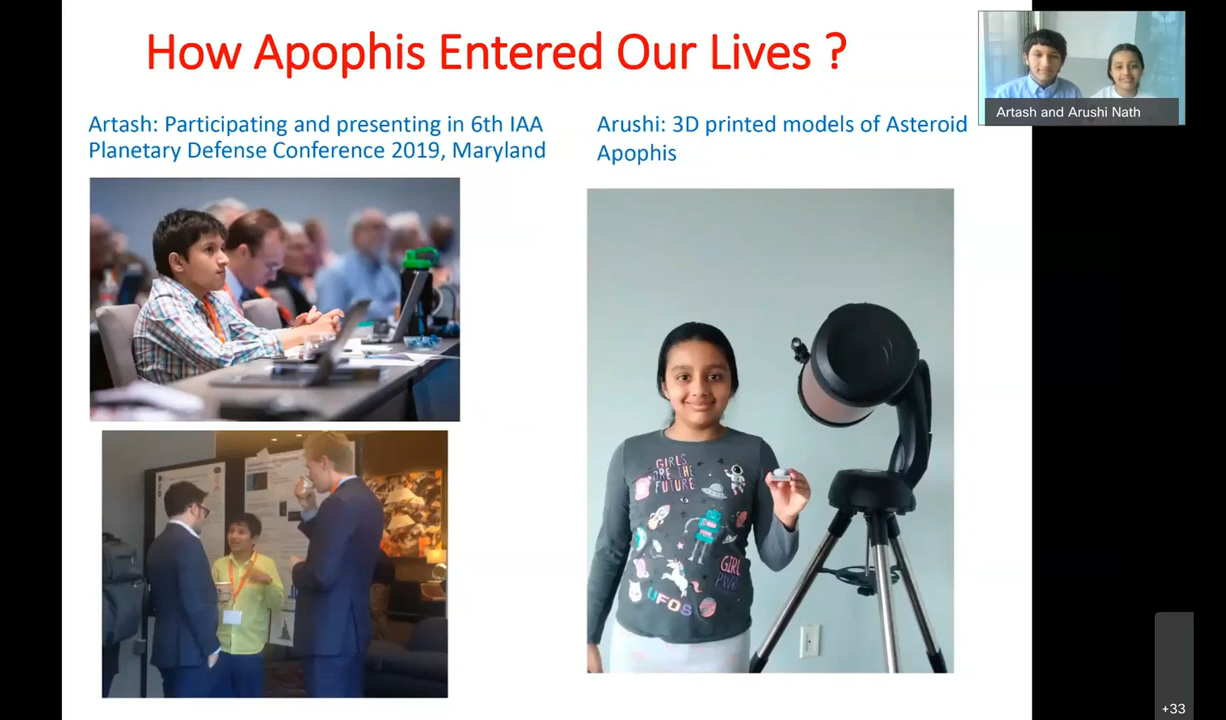 How Apophis Entered Our Lives ?
Artash and Arushi Nath
Artash: Participating and presenting in 6th IAA
Planetary Defense Conference 2019, Maryland
Arushi: 3D printed models of Asteroid
Apophis
GIRLS
ARE THE
FUTURE
GIRL
PWR
UFOS
+33